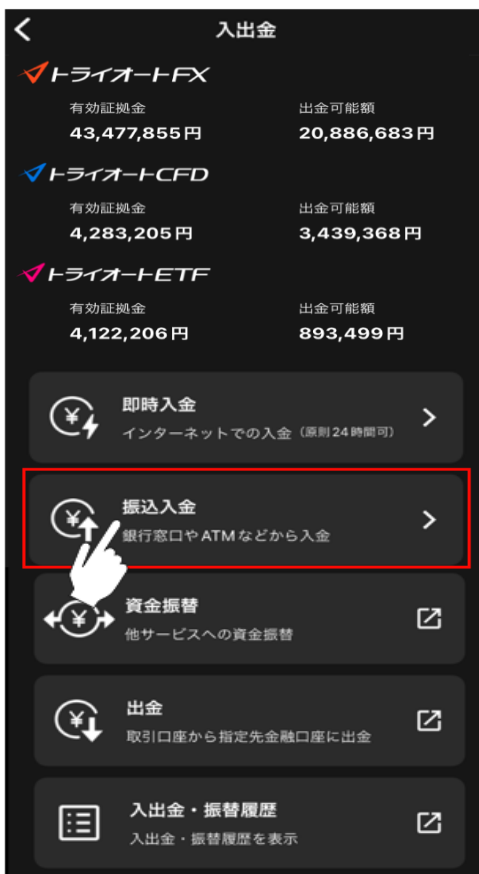 入出金
トライオートFX
有効証拠金 出金可能額
43,477,855円 20,886,683円
トライオートCFD
有効証拠金 出金可能額
4,283,205円 3,439,368円
トライオートETF
有効証拠金 出金可能額
4,122,206円 893,499円
即時入金
インターネットでの入金（原則24時間可）
振込入金
銀行窓口やATMなどから入金
資金振替
他サービスへの資金振替
出金
取引口座から指定先金融口座に出金
入出金・振替履歴
入出金・振替履歴を表示